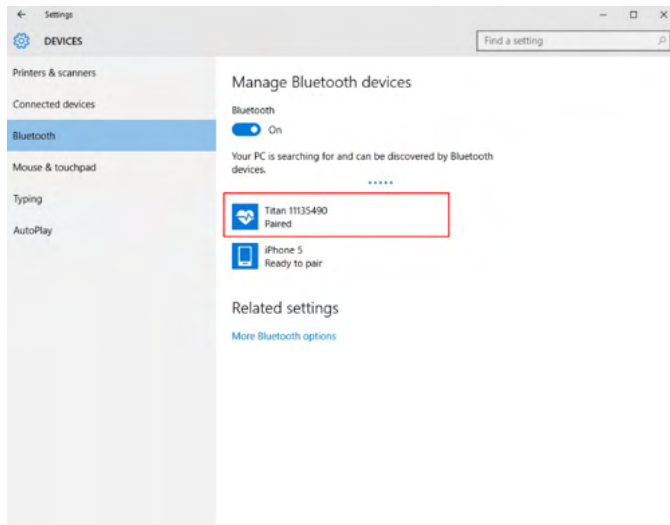 Settings
DEVICES
Find a setting
Printers & scanners
Connected devices
Bluetooth
Mouse & touchpad
Typing
AutoPlay
Manage Bluetooth devices
Bluetooth
On
Your PC is searching for and can be discovered by Bluetooth
devices.
Titan 11135490
Paired
iPhone 5
Ready to pair
Related settings
More Bluetooth options